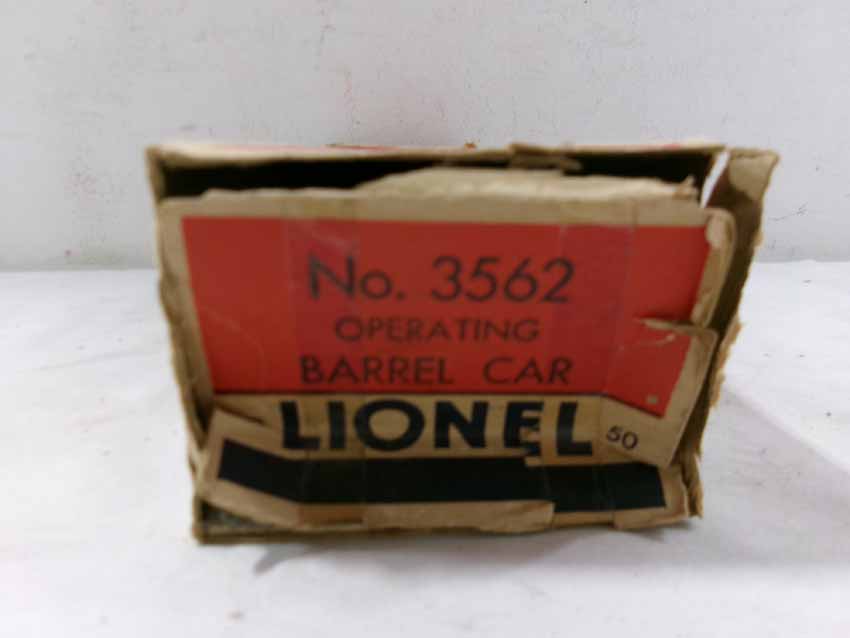 No. 3562
OPERATING
BARREL CAR
LIONEL 50